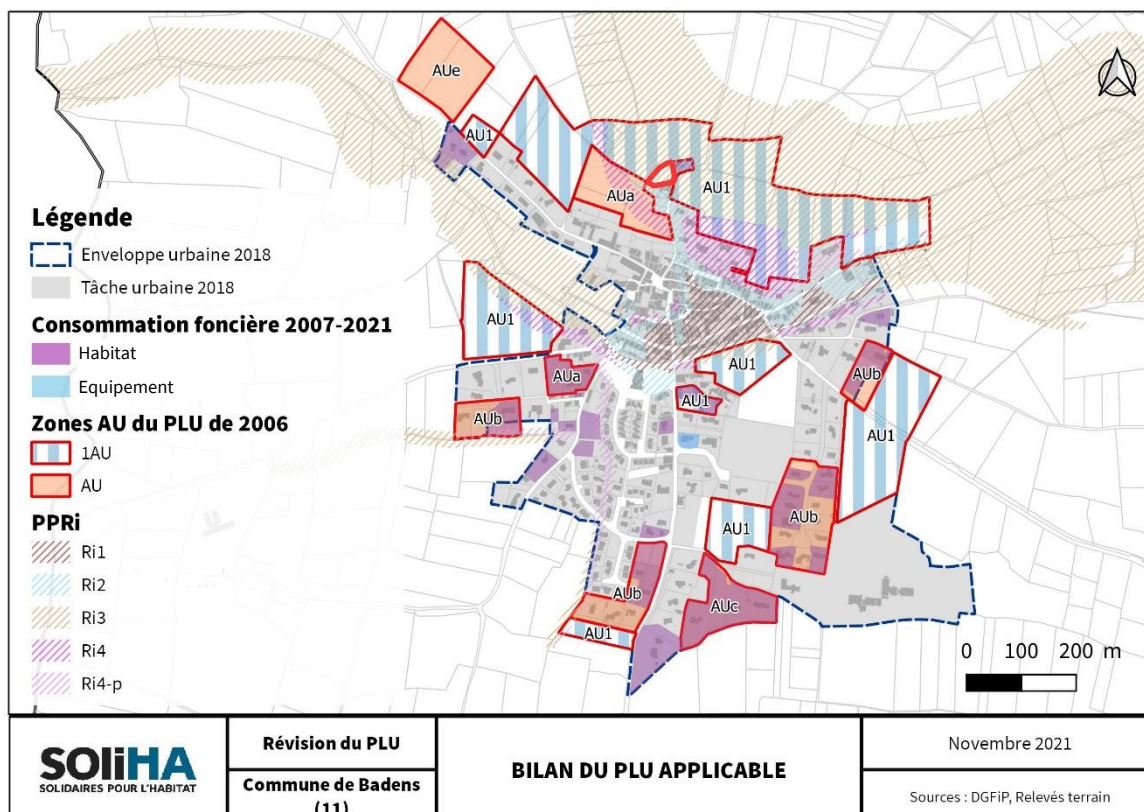 AUe
AU1
AUa
AU1
AU1
AUa
AUb
AU1
AU1
AUb
AU1
AU1
AUb
AUb
AUc
AU1
Légende
Enveloppe urbaine 2018
Tâche urbaine 2018
Consommation foncière 2007-2021
Habitat
Equipement
Zones AU du PLU de 2006
1AU
AU
PPRi
Ri1
Ri2
Ri3
Ri4
Ri4-p
0 100 200 m
SOliHA
SOLIDAIRES POUR L'HABITAT
Révision du PLU
Commune de Badens
(11)
BILAN DU PLU APPLICABLE
Novembre 2021
Sources : DGFiP, Relevés terrain